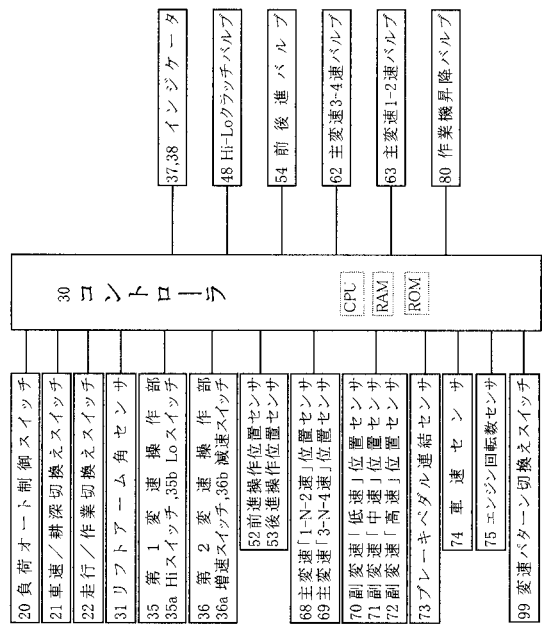 20 負荷オート制御スイッチ
21 車速/耕深切換えスイッチ
22 走行/作業切換えスイッチ
31 リフトアーム角センサ
35 第1変速操作部
35a Hiスイッチ,35b Loスイッチ
36 第2変速操作部
36a 増速スイッチ,36b 減速スイッチ
52前進操作位置センサ
53後進操作位置センサ
68主変速「1-N-2速」位置センサ
69主変速「3-N-4速」位置センサ
70副変速「低速」位置センサ
71副変速「中速」位置センサ
72副変速「高速」位置センサ
73ブレーキペダル連結センサ
74 車速センサ
75エンジン回転数センサ
99 変速パターン切換えスイッチ
30
コントローラ
CPU
RAM
ROM
37,38 インジケータ
48 Hi-Loクラッチバルブ
54 前後進バルブ
62 主変速3-4速バルブ
63 主変速1-2速バルブ
80 作業機昇降バルブ